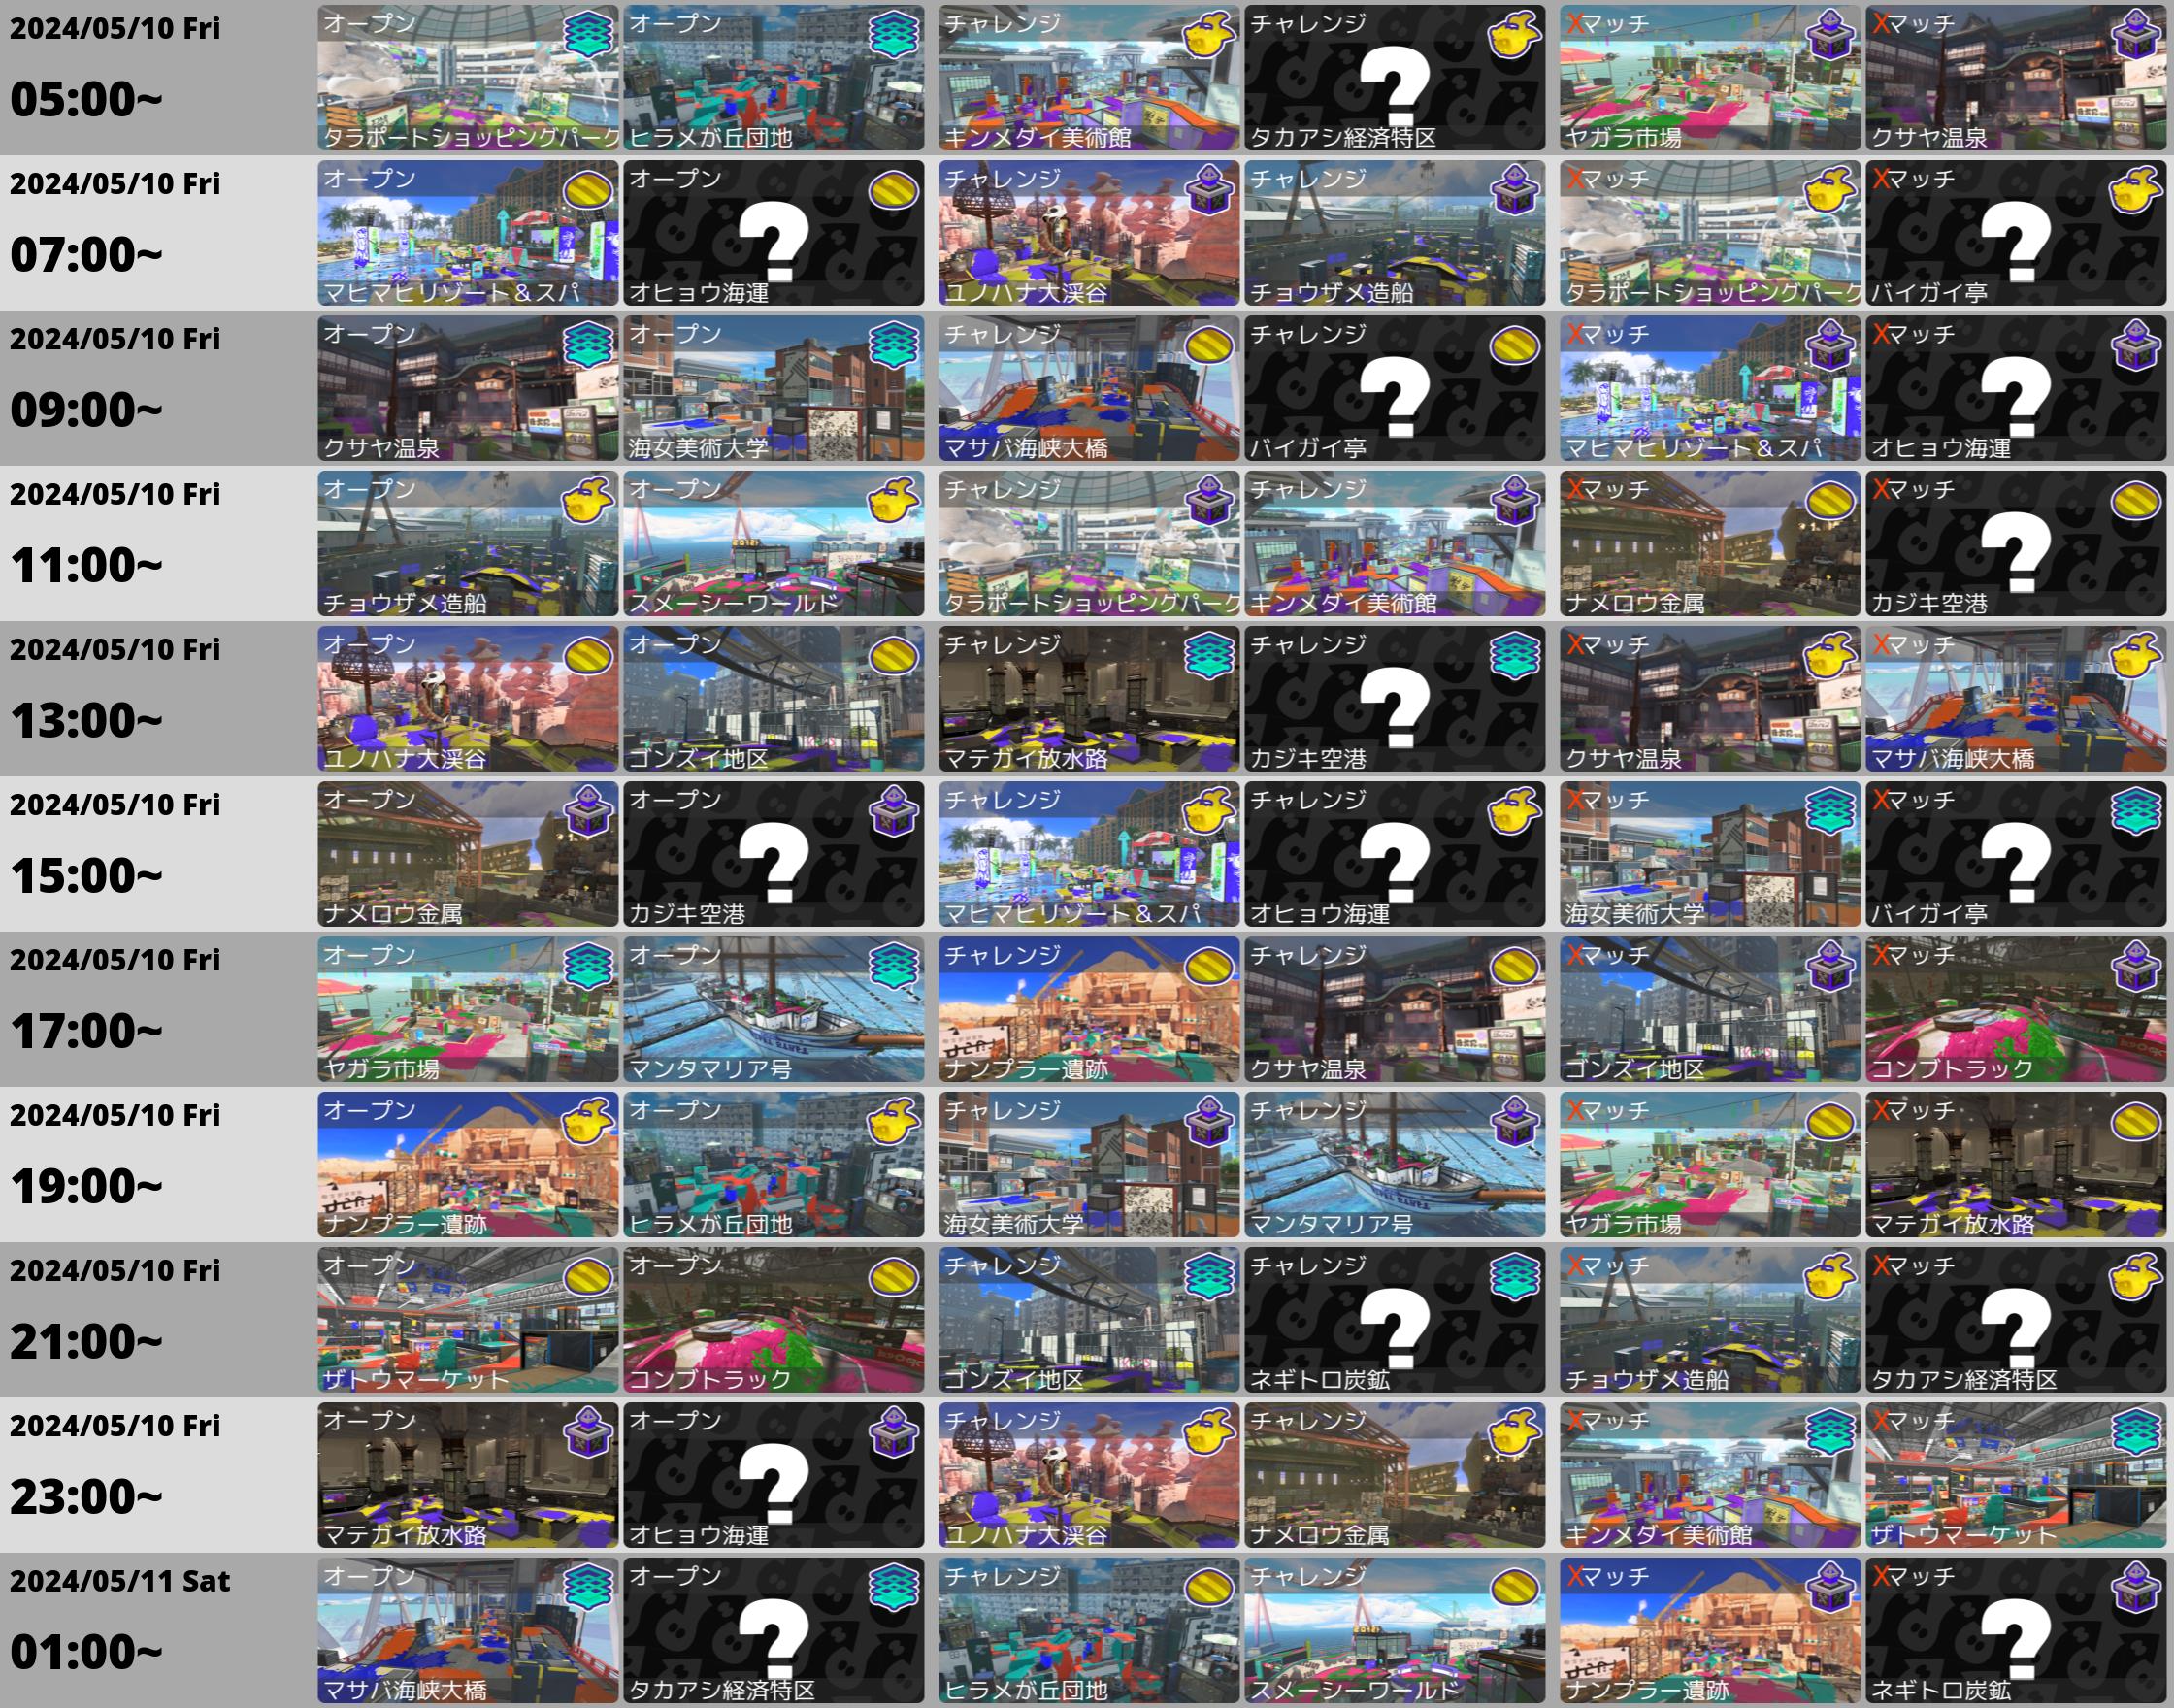 2024/05/10 Fri
05:00~
オープン
タラポートショッピングパーク
オープン
ヒラメが丘団地
チャレンジ
キンメダイ美術館
チャレンジ
?
タカアシ経済特区
Xマッチ
ヤガラ市場
Xマッチ
クサヤ温泉
2024/05/10 Fri
07:00~
オープン
マヒマヒリゾート&スパ
オープン
?
オヒョウ海運
チャレンジ
ユノハナ大渓谷
チャレンジ
チョウザメ造船
Xマッチ
タラポートショッピングパーク
Xマッチ
?
バイガイ亭
2024/05/10 Fri
09:00~
オープン
クサヤ温泉
オープン
海女美術大学
チャレンジ
マサバ海峡大橋
チャレンジ
?
バイガイ亭
Xマッチ
マヒマヒリゾート&スパ
Xマッチ
?
オヒョウ海運
2024/05/10 Fri
11:00~
オープン
チョウザメ造船
オープン
スメーシーワールド
チャレンジ
タラポートショッピングパーク
チャレンジ
キンメダイ美術館
Xマッチ
ナメロウ金属
Xマッチ
?
カジキ空港
2024/05/10 Fri
13:00~
オープン
ユノハナ大渓谷
オープン
ゴンズイ地区
チャレンジ
マテガイ放水路
チャレンジ
?
カジキ空港
Xマッチ
クサヤ温泉
Xマッチ
マサバ海峡大橋
2024/05/10 Fri
15:00~
オープン
ナメロウ金属
オープン
?
カジキ空港
チャレンジ
マヒマヒリゾート&スパ
チャレンジ
?
オヒョウ海運
Xマッチ
海女美術大学
Xマッチ
?
バイガイ亭
2024/05/10 Fri
17:00~
オープン
ヤガラ市場
オープン
マンタマリア号
チャレンジ
ナンプラー遺跡
チャレンジ
クサヤ温泉
Xマッチ
ゴンズイ地区
Xマッチ
コンブトラック
2024/05/10 Fri
19:00~
オープン
ナンプラー遺跡
オープン
ヒラメが丘団地
チャレンジ
海女美術大学
チャレンジ
マンタマリア号
Xマッチ
ヤガラ市場
Xマッチ
マテガイ放水路
2024/05/10 Fri
21:00~
オープン
ザトウマーケット
オープン
コンブトラック
チャレンジ
ゴンズイ地区
チャレンジ
?
ネギトロ炭鉱
Xマッチ
チョウザメ造船
Xマッチ
?
タカアシ経済特区
2024/05/10 Fri
23:00~
オープン
マテガイ放水路
オープン
?
オヒョウ海運
チャレンジ
ユノハナ大渓谷
チャレンジ
ナメロウ金属
Xマッチ
キンメダイ美術館
Xマッチ
ザトウマーケット
2024/05/11 Sat
01:00~
オープン
マサバ海峡大橋
オープン
?
タカアシ経済特区
チャレンジ
ヒラメが丘団地
チャレンジ
スメーシーワールド
Xマッチ
ナンプラー遺跡
Xマッチ
?
ネギトロ炭鉱